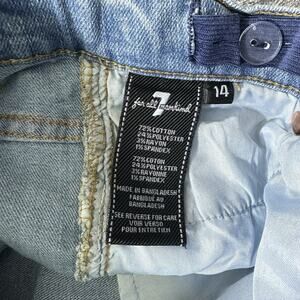 7
for all mankind
14
72%COTTON
24%POLYESTER
3%RAYON
1%SPANDEX
72%COTON
24%POLYESTER
3%RAYONNE
1%SPANDEX
MADE IN BANGLADESH
FABRIQUÉ AU
BANGLADESH
SEE REVERSE FOR CARE
VOIR VERSO
POUR ENTRETIEN